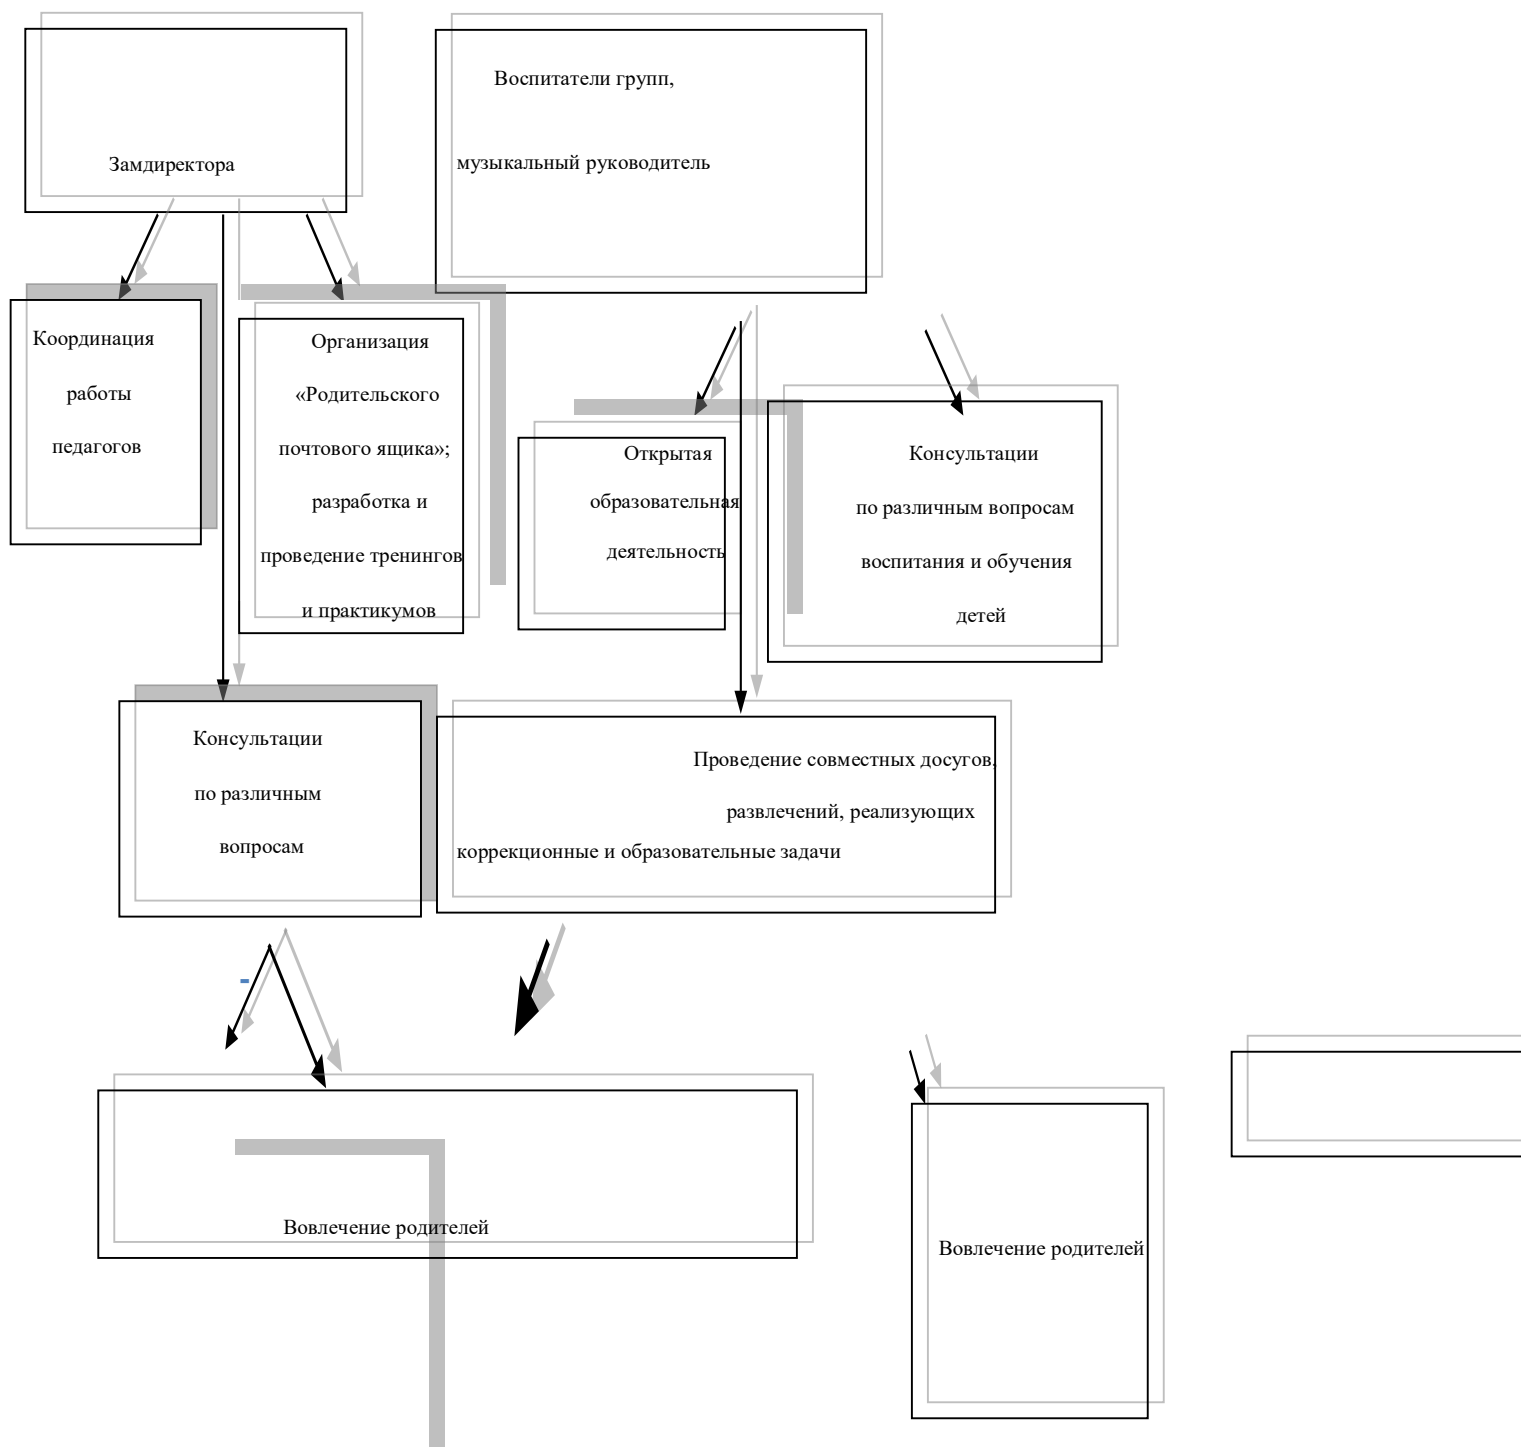 Замдиректора
Воспитатели групп,
музыкальный руководитель
Координация
работы
педагогов
Организация
«Родительского
почтового ящика»;
разработка и
проведение тренингов
и практикумов
Открытая
образовательная
деятельность
Консультации
по различным вопросам
воспитания и обучения
детей
Консультации
по различным
вопросам
Проведение совместных досугов,
развлечений, реализующих
коррекционные и образовательные задачи
-
Вовлечение родителей
Вовлечение родителей